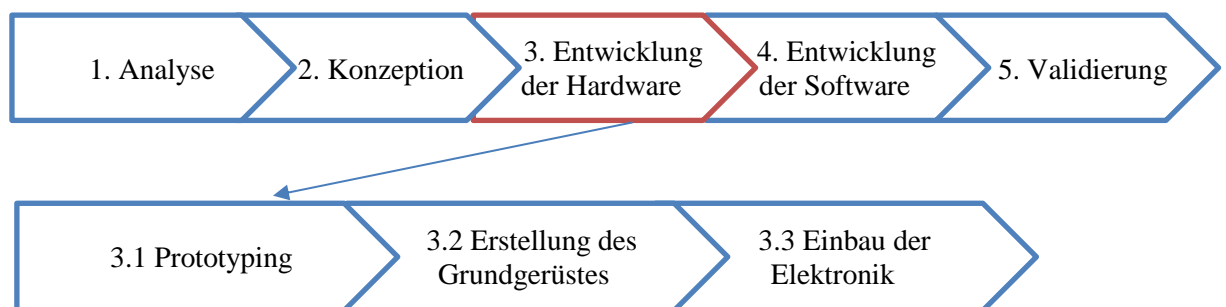 1. Analyse
2. Konzeption
3. Entwicklung
der Hardware
4. Entwicklung
der Software
5. Validierung
3.1 Prototyping
3.2 Erstellung des
Grundgerüstes
3.3 Einbau der
Elektronik